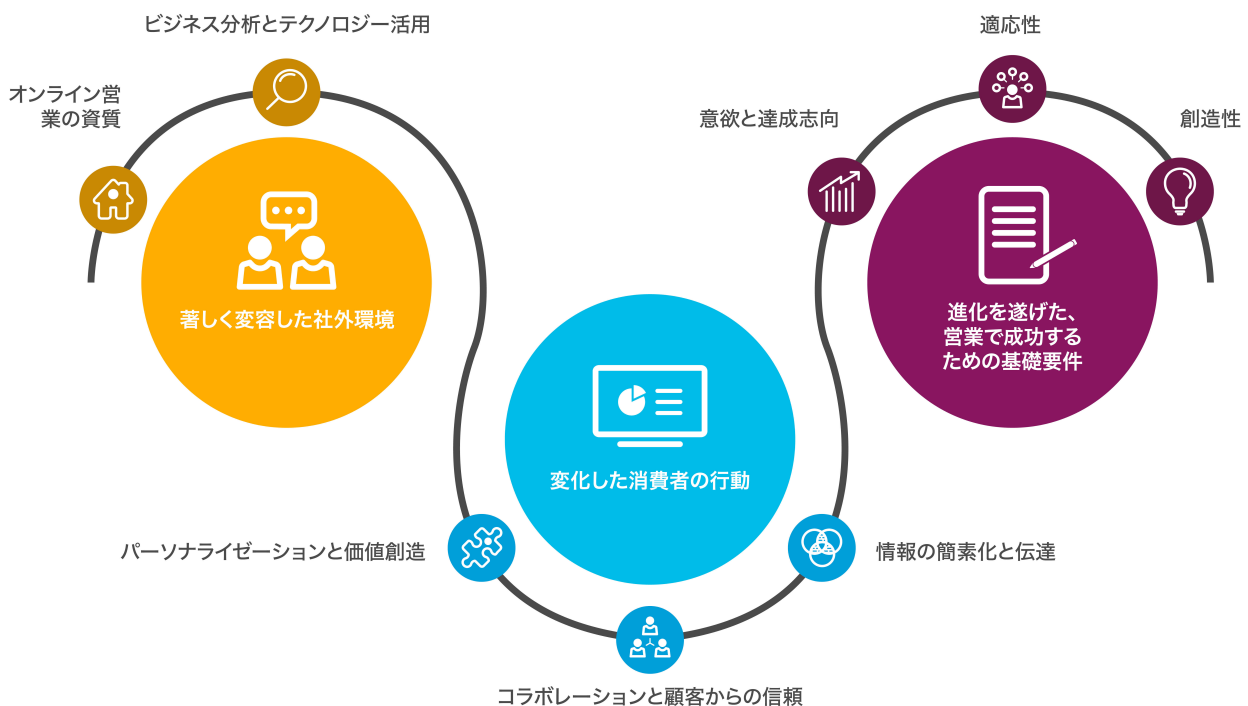 ビジネス分析とテクノロジー活用
オンライン営
業の資質
著しく変容した社外環境
パーソナライゼーションと価値創造
変化した消費者の行動
コラボレーションと顧客からの信頼
情報の簡素化と伝達
意欲と達成志向
適応性
創造性
進化を遂げた、
営業で成功する
ための基礎要件